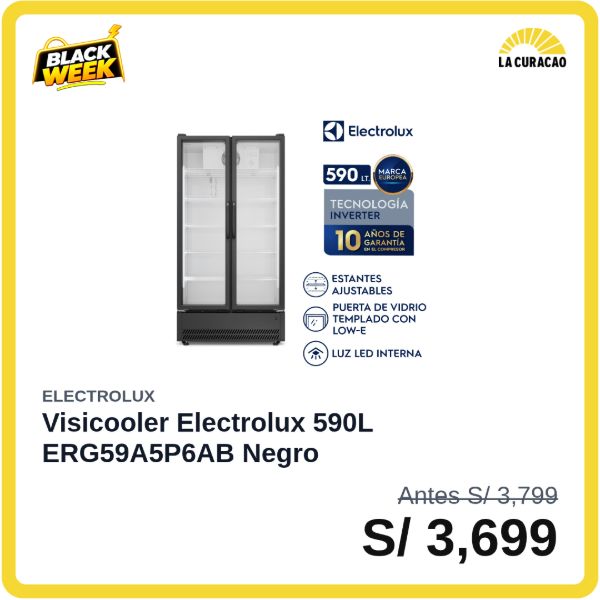 BLACK
WEEK
LA CURACAO
Electrolux
590 LT.
MARCA
EUROPEA
TECNOLOGÍA
INVERTER
10 AÑOS DE
GARANTÍA
EN EL COMPRESOR
ESTANTES
AJUSTABLES
PUERTA DE VIDRIO
TEMPLADO CON
LOW-E
LUZ LED INTERNA
ELECTROLUX
Visicooler Electrolux 590L
ERG59A5P6AB Negro
Antes S/ 3,799
S/ 3,699